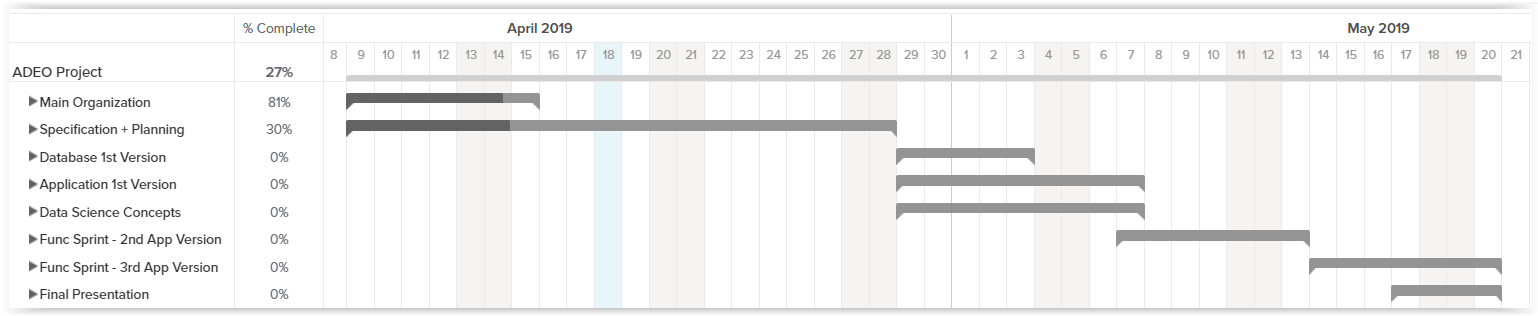 % Complete April 2019 May 2019
8 9 10 11 12 13 14 15 16 17 18 19 20 21 22 23 24 25 26 27 28 29 30 1 2 3 4 5 6 7 8 9 10 11 12 13 14 15 16 17 18 19 20 21
ADEO Project 27%
Main Organization 81%
Specification + Planning 30%
Database 1st Version 0%
Application 1st Version 0%
Data Science Concepts 0%
Func Sprint - 2nd App Version 0%
Func Sprint - 3rd App Version 0%
Final Presentation 0%